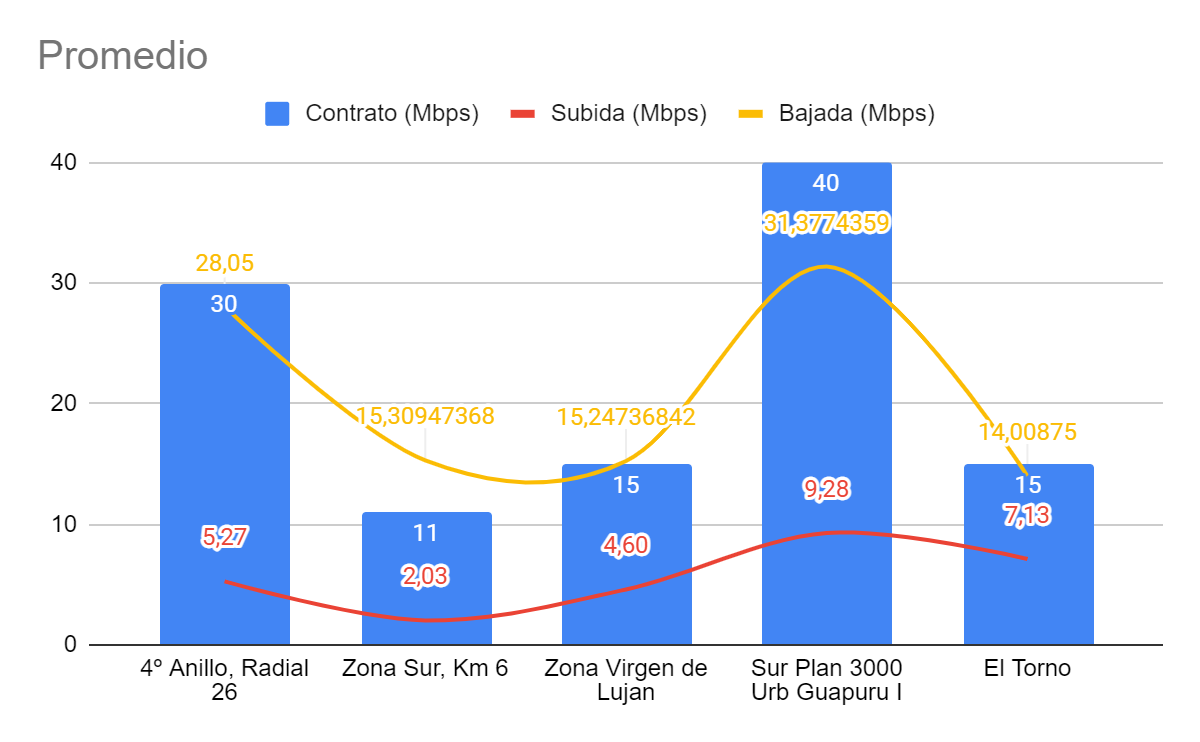 Promedio
Contrato (Mbps) Subida (Mbps) Bajada (Mbps)
40
30
20
10
0
28,05
30
5,27
15,30947368
11
2,03
15,24736842
15
4,60
40
31,3774359
9,28
14,00875
15
7,13
4º Anillo, Radial
26
Zona Sur, Km 6
Zona Virgen de
Lujan
Sur Plan 3000
Urb Guapuru I
El Torno